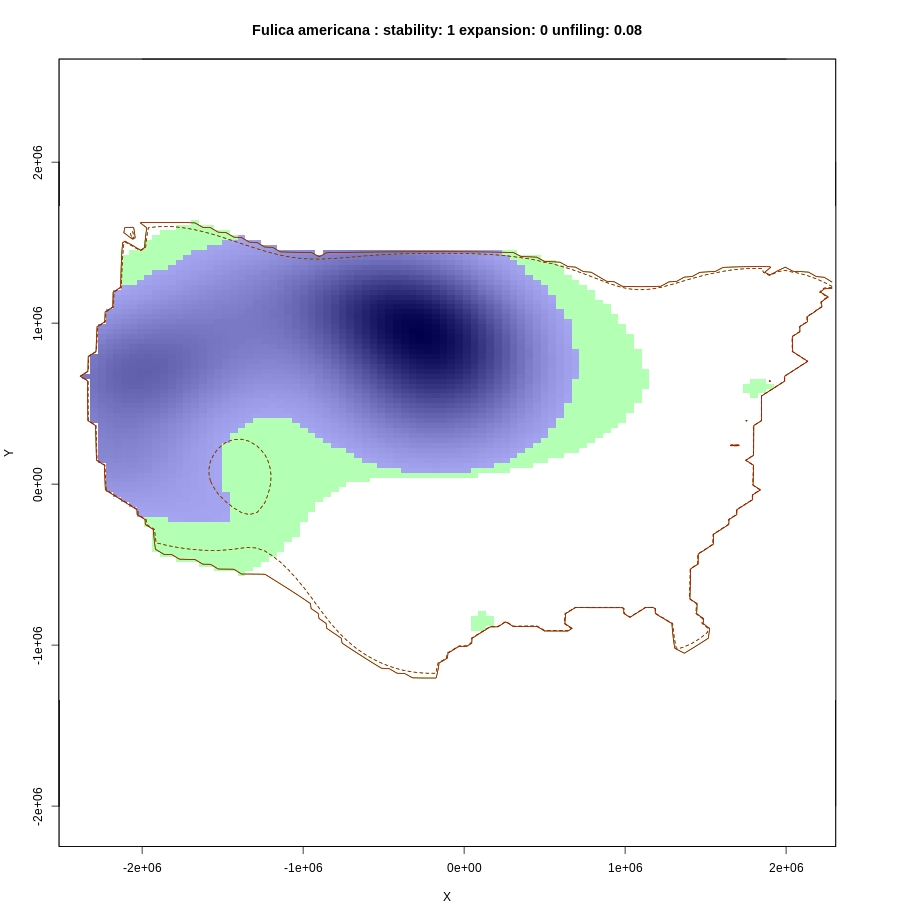 Fulica americana : stability: 1 expansion: 0 unfiling: 0.08
2e+06
1e+06
0e+00
-1e+06
-2e+06
Y
-2e+06 -1e+06 0e+00 1e+06 2e+06
X